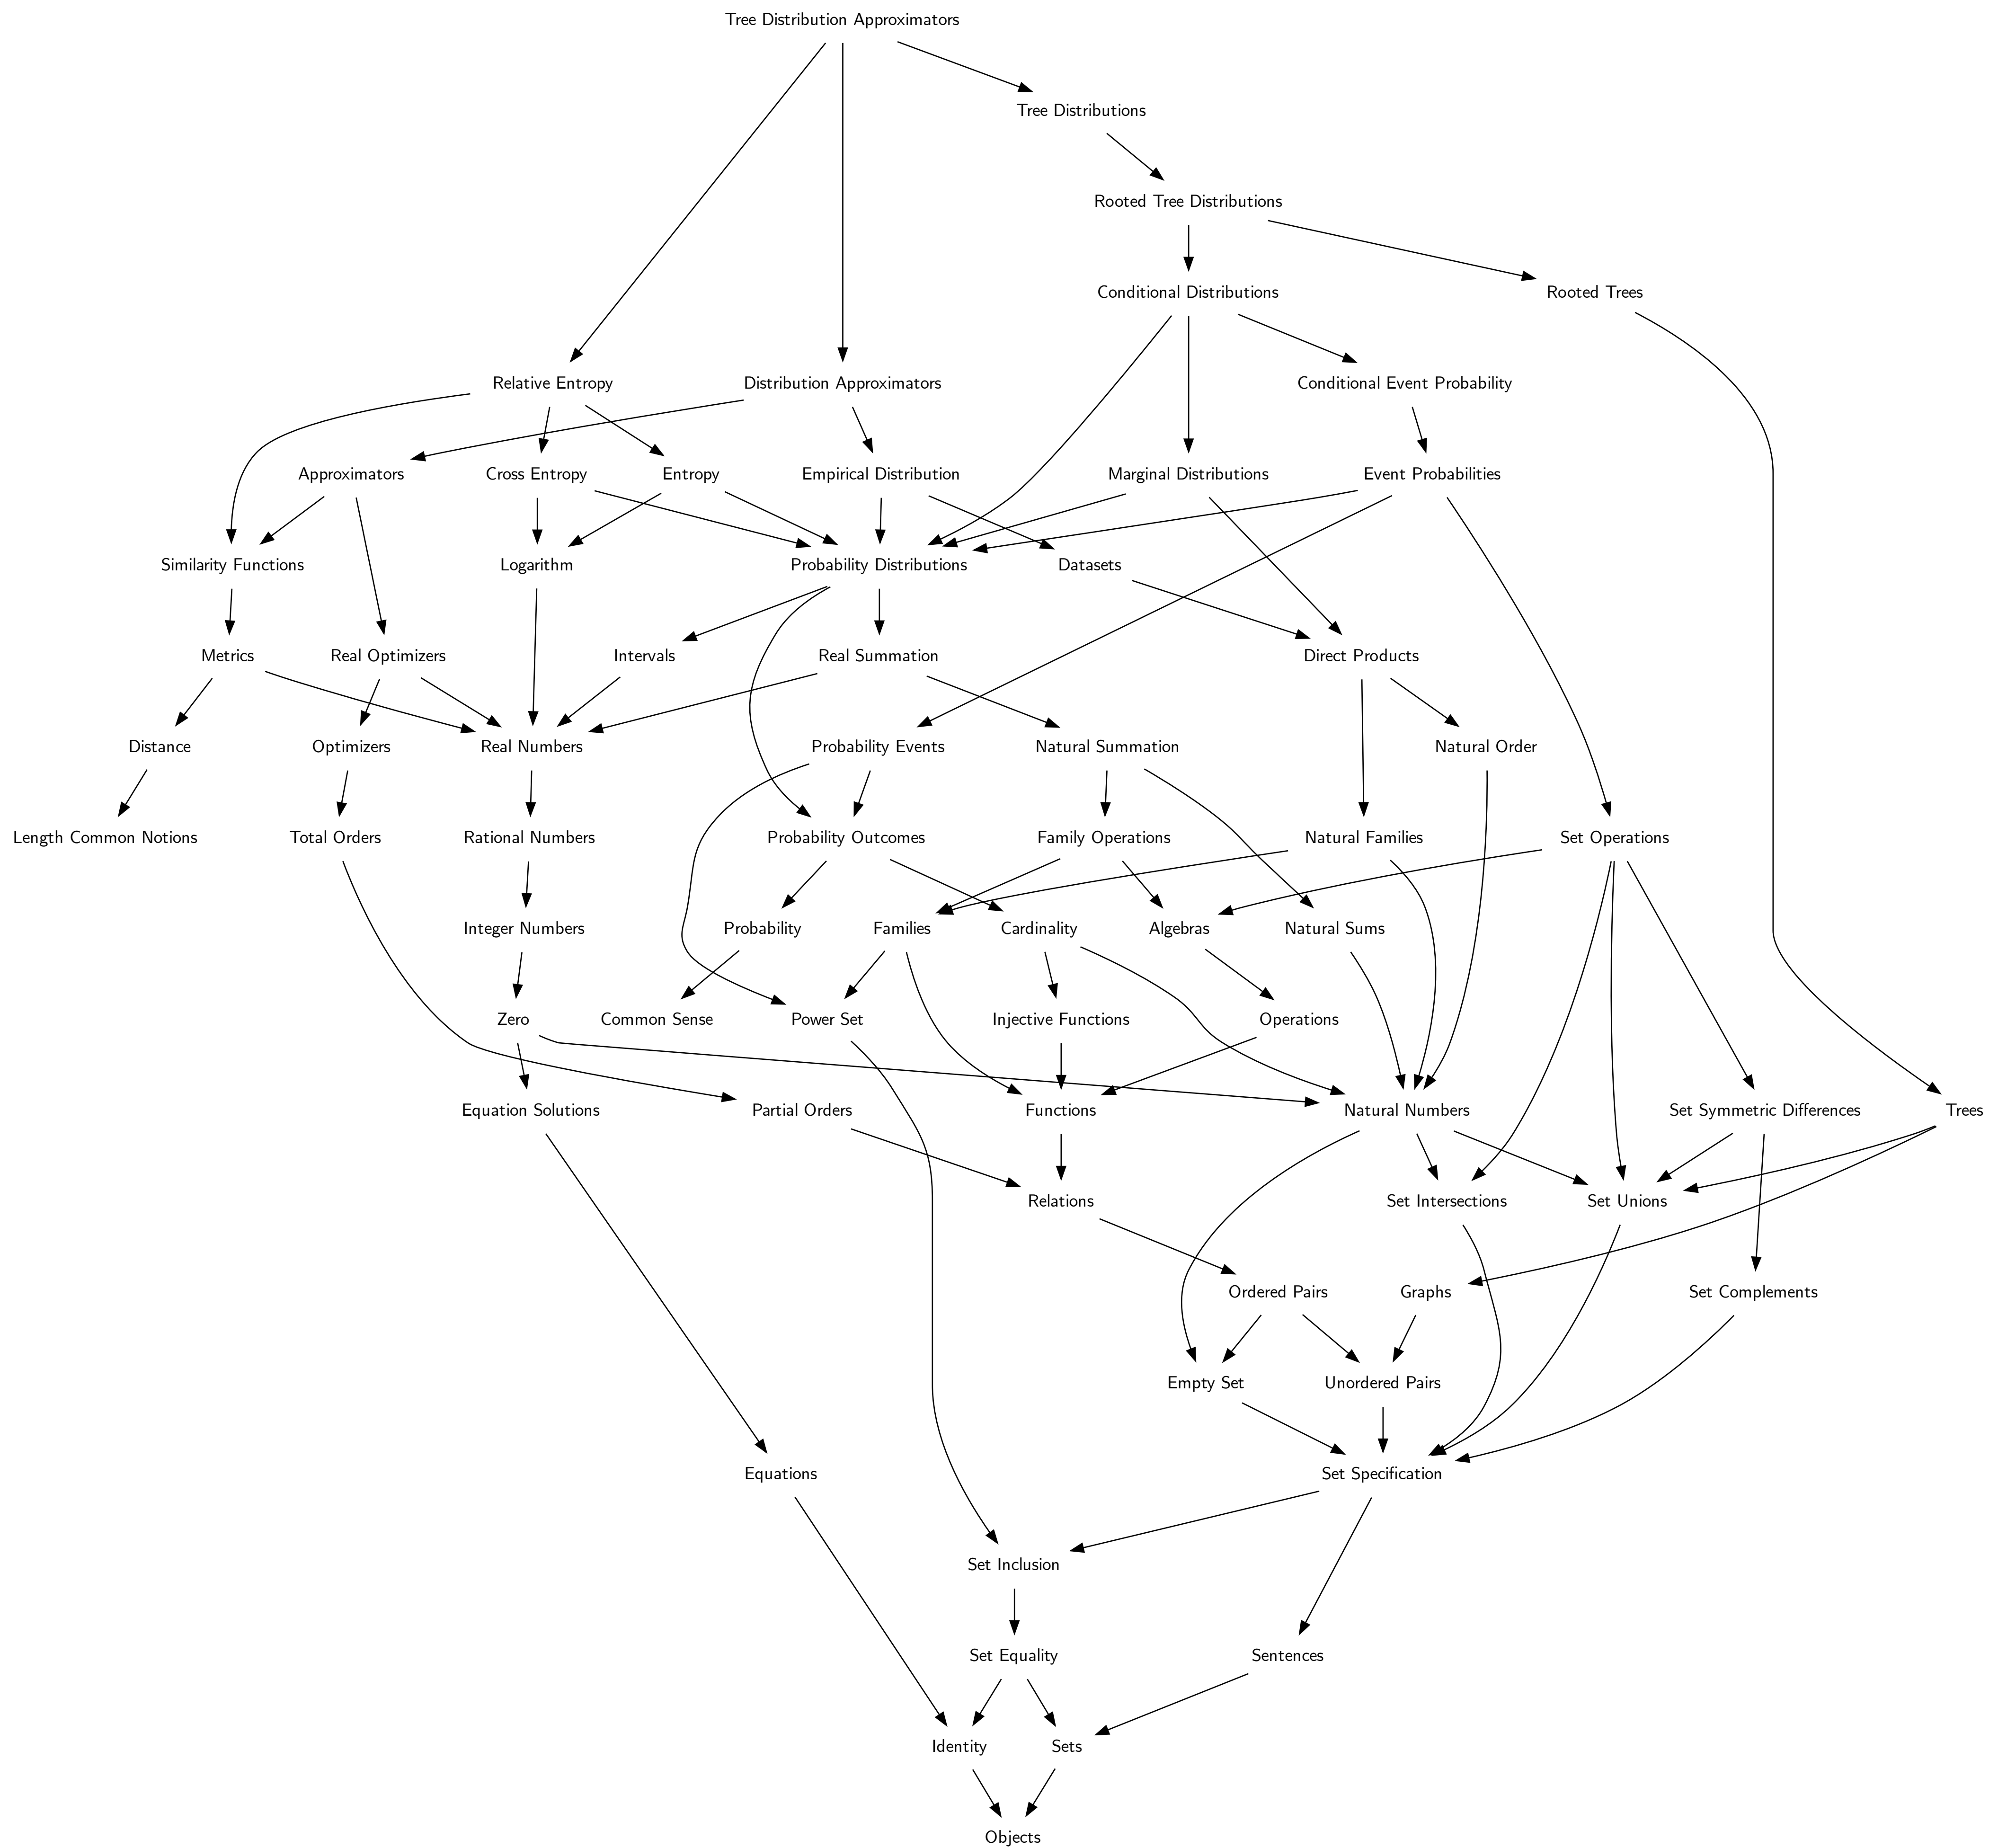 Tree Distribution Approximators
Tree Distributions
Rooted Tree Distributions
Conditional Distributions
Rooted Trees
Relative Entropy
Distribution Approximators
Conditional Event Probability
Approximators
Cross Entropy
Entropy
Empirical Distribution
Marginal Distributions
Event Probabilities
Similarity Functions
Logarithm
Probability Distributions
Datasets
Metrics
Real Optimizers
Intervals
Real Summation
Direct Products
Distance
Optimizers
Real Numbers
Probability Events
Natural Summation
Natural Order
Length Common Notions
Total Orders
Rational Numbers
Probability Outcomes
Family Operations
Natural Families
Set Operations
Integer Numbers
Probability
Families
Cardinality
Algebras
Natural Sums
Zero
Common Sense
Power Set
Injective Functions
Operations
Equation Solutions
Partial Orders
Functions
Natural Numbers
Set Symmetric Differences
Trees
Relations
Set Intersections
Set Unions
Ordered Pairs
Graphs
Set Complements
Empty Set
Unordered Pairs
Equations
Set Specification
Set Inclusion
Set Equality
Sentences
Identity
Sets
Objects